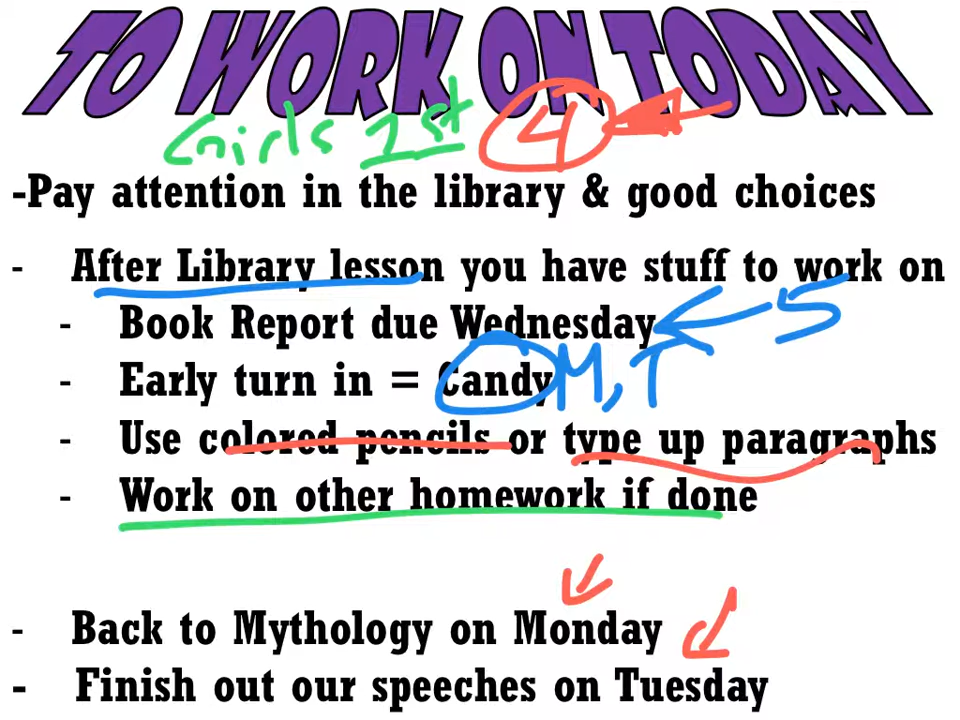 TO WORK ON TODAY
Girls 1st 4
-Pay attention in the library & good choices
- After Library lesson you have stuff to work on
- Book Report due Wednesday 5
- Early turn in = Candy M, T
- Use colored pencils or type up paragraphs
- Work on other homework if done
- Back to Mythology on Monday
- Finish out our speeches on Tuesday